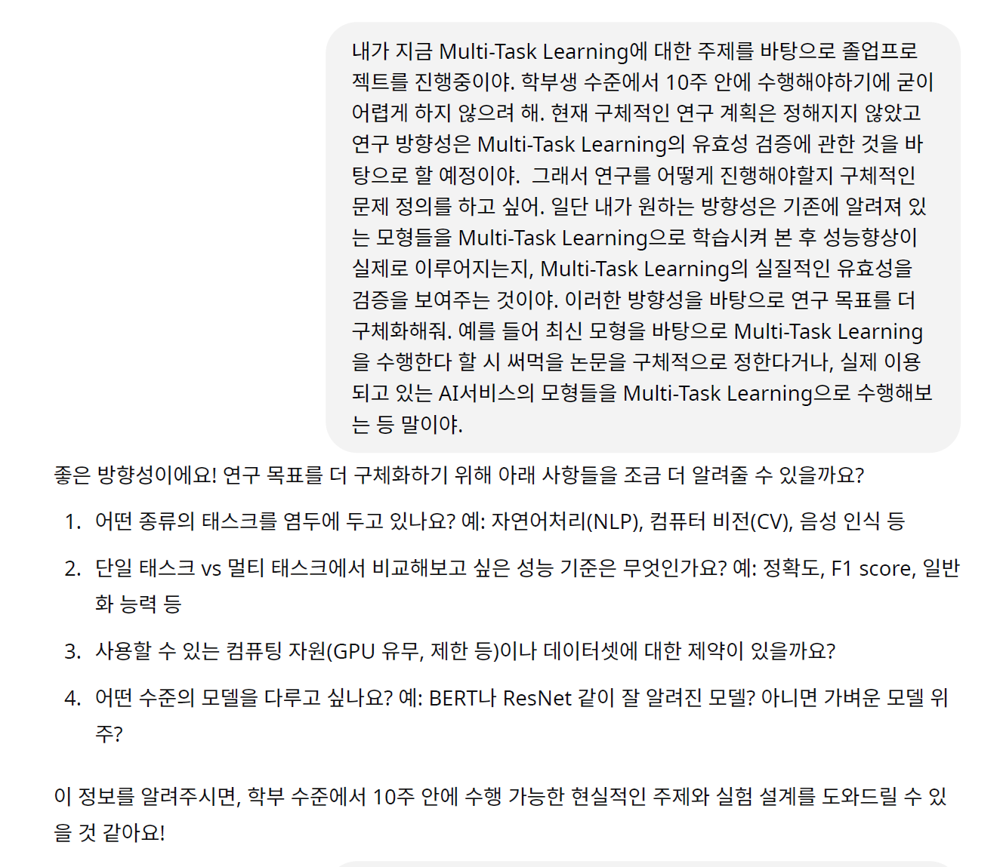 내가 지금 Multi-Task Learning에 대한 주제를 바탕으로 졸업프로
젝트를 진행중이야. 학부생 수준에서 10주 안에 수행해야하기에 굳이
어렵게 하지 않으려 해. 현재 구체적인 연구 계획은 정해지지 않았고
연구 방향성은 Multi-Task Learning의 유효성 검증에 관한 것을 바
탕으로 할 예정이야.  그래서 연구를 어떻게 진행해야할지 구체적인
문제 정의를 하고 싶어. 일단 내가 원하는 방향성은 기존에 알려져 있
는 모형들을 Multi-Task Learning으로 학습시켜 본 후 성능향상이
실제로 이루어지는지, Multi-Task Learning의 실질적인 유효성을
검증을 보여주는 것이야. 이러한 방향성을 바탕으로 연구 목표를 더
구체화해줘. 예를 들어 최신 모형을 바탕으로 Multi-Task Learning
을 수행한다 할 시 써먹을 논문을 구체적으로 정한다거나, 실제 이용
되고 있는 AI서비스의 모형들을 Multi-Task Learning으로 수행해보
는 등 말이야.
좋은 방향성이에요! 연구 목표를 더 구체화하기 위해 아래 사항들을 조금 더 알려줄 수 있을까요?
1. 어떤 종류의 태스크를 염두에 두고 있나요? 예: 자연어처리(NLP), 컴퓨터 비전(CV), 음성 인식 등
2. 단일 태스크 vs 멀티 태스크에서 비교해보고 싶은 성능 기준은 무엇인가요? 예: 정확도, F1 score, 일반
화 능력 등
3. 사용할 수 있는 컴퓨팅 자원(GPU 유무, 제한 등)이나 데이터셋에 대한 제약이 있을까요?
4. 어떤 수준의 모델을 다루고 싶나요? 예: BERT나 ResNet 같이 잘 알려진 모델? 아니면 가벼운 모델 위
주?
이 정보를 알려주시면, 학부 수준에서 10주 안에 수행 가능한 현실적인 주제와 실험 설계를 도와드릴 수 있
을 것 같아요!